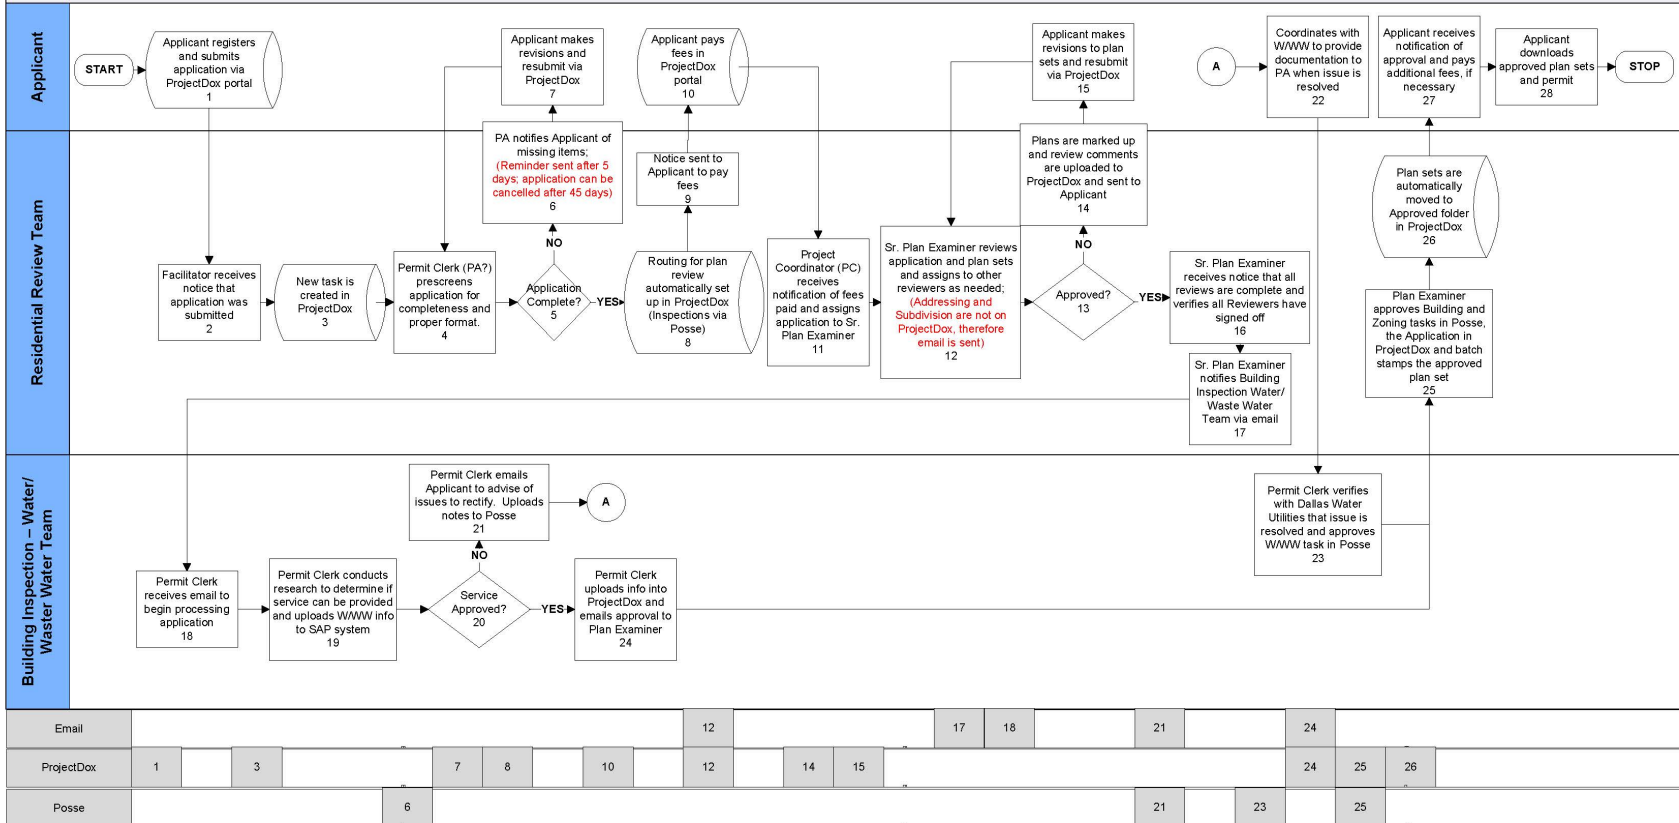 Applicant
START
Applicant registers
and submits
application via
ProjectDox portal
1
Applicant makes
revisions and
resubmit via
ProjectDox
7
Applicant pays
fees in
ProjectDox
portal
10
Applicant makes
revisions to plan
sets and resubmit
via ProjectDox
15
A
Coordinates with
W/WW to provide
documentation to
PA when issue is
resolved
22
Applicant receives
notification of
approval and pays
additional fees, if
necessary
27
Applicant
downloads
approved plan sets
and permit
28
STOP
Residential Review Team
Facilitator receives
notice that
application was
submitted
2
New task is
created in
ProjectDox
3
Permit Clerk (PA?)
prescreens
application for
completeness and
proper format.
4
Application
Complete?
5
NO
YES
PA notifies Applicant of
missing items;
(Reminder sent after 5
days; application can be
cancelled after 45 days)
6
Routing for plan
review
automatically set
up in ProjectDox
(Inspections via
Posse)
8
Notice sent to
Applicant to pay
fees
9
Project
Coordinator (PC)
receives
notification of fees
paid and assigns
application to Sr.
Plan Examiner
11
Sr. Plan Examiner reviews
application and plan sets
and assigns to other
reviewers as needed;
(Addressing and
Subdivision are not on
ProjectDox, therefore
email is sent)
12
Approved?
13
NO
YES
Plans are marked up
and review comments
are uploaded to
ProjectDox and sent to
Applicant
14
Sr. Plan Examiner
receives notice that all
reviews are complete and
verifies all Reviewers have
signed off
16
Sr. Plan Examiner
notifies Building
Inspection Water/
Waste Water
Team via email
17
Plan sets are
automatically
moved to
Approved folder
in ProjectDox
26
Plan Examiner
approves Building and
Zoning tasks in Posse,
the Application in
ProjectDox and batch
stamps the approved
plan set
25
Building Inspection – Water/
Waster Water Team
Permit Clerk
receives email to
begin processing
application
18
Permit Clerk conducts
research to determine if
service can be provided
and uploads W/WW info
to SAP system
19
Service
Approved?
20
NO
YES
Permit Clerk emails
Applicant to advise of
issues to rectify. Uploads
notes to Posse
21
A
Permit Clerk
uploads info into
ProjectDox and
emails approval to
Plan Examiner
24
Permit Clerk verifies
with Dallas Water
Utilities that issue is
resolved and approves
W/WW task in Posse
23
Email 12 17 18 21 24
ProjectDox 1 3 7 8 10 12 14 15 24 25 26
Posse 6 21 23 25